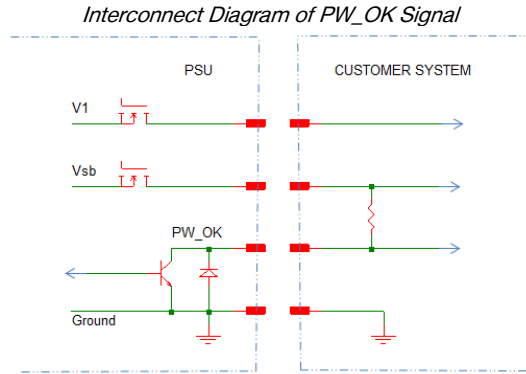 Interconnect Diagram of PW_OK Signal
PSU
CUSTOMER SYSTEM
V1
Vsb
PW_OK
Ground